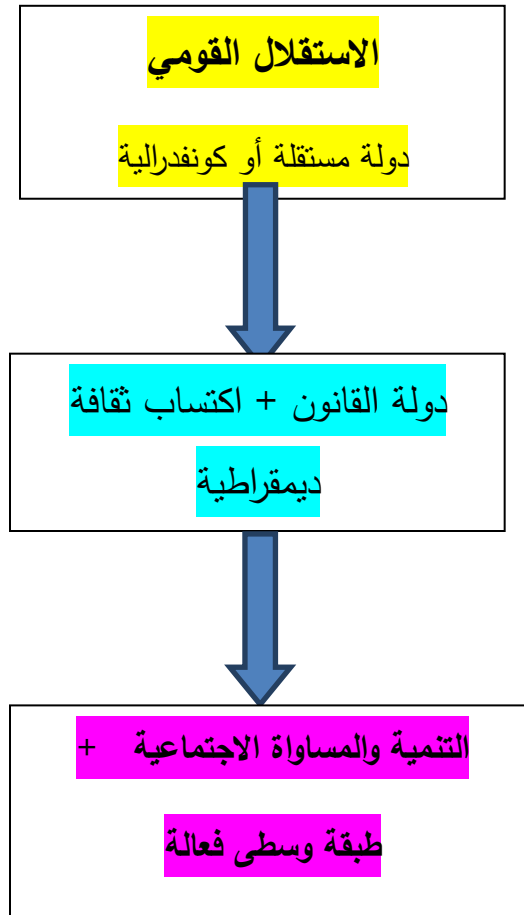 الاستقلال القومي
دولة مستقلة أو كونفدرالية
دولة القانون + اكتساب ثقافة
ديمقراطية
التنمية والمساواة الاجتماعية +
طبقة وسطى فعالة